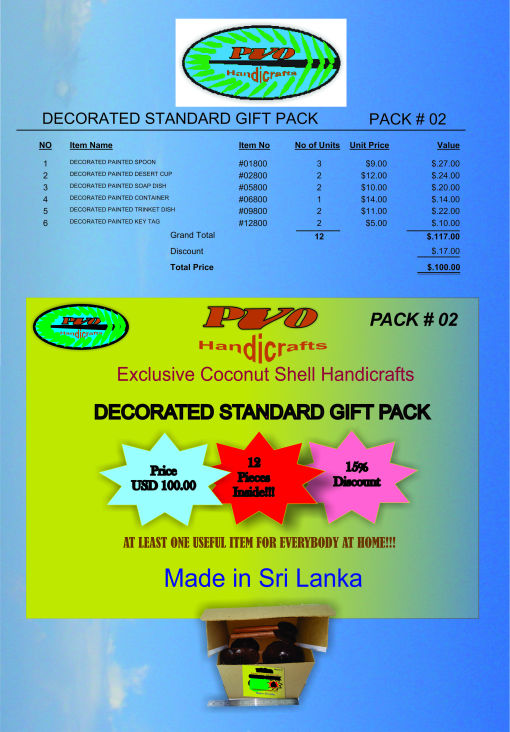 PVO
Handicrafts
DECORATED STANDARD GIFT PACK PACK # 02
NO Item Name Item No No of Units Unit Price Value
1 DECORATED PAINTED SPOON #01800 3 $9.00 $.27.00
2 DECORATED PAINTED DESERT CUP #02800 2 $12.00 $.24.00
3 DECORATED PAINTED SOAP DISH #05800 2 $10.00 $.20.00
4 DECORATED PAINTED CONTAINER #06800 1 $14.00 $.14.00
5 DECORATED PAINTED TRINKET DISH #09800 2 $11.00 $.22.00
6 DECORATED PAINTED KEY TAG #12800 2 $5.00 $.10.00
Grand Total 12 $.117.00
Discount $.17.00
Total Price $.100.00
PVO
Handicrafts
PVO
Handicrafts
PACK # 02
Exclusive Coconut Shell Handicrafts
DECORATED STANDARD GIFT PACK
Price
USD 100.00
12
Pieces
Inside!!!
15%
Discount
AT LEAST ONE USEFUL ITEM FOR EVERYBODY AT HOME!!!
Made in Sri Lanka